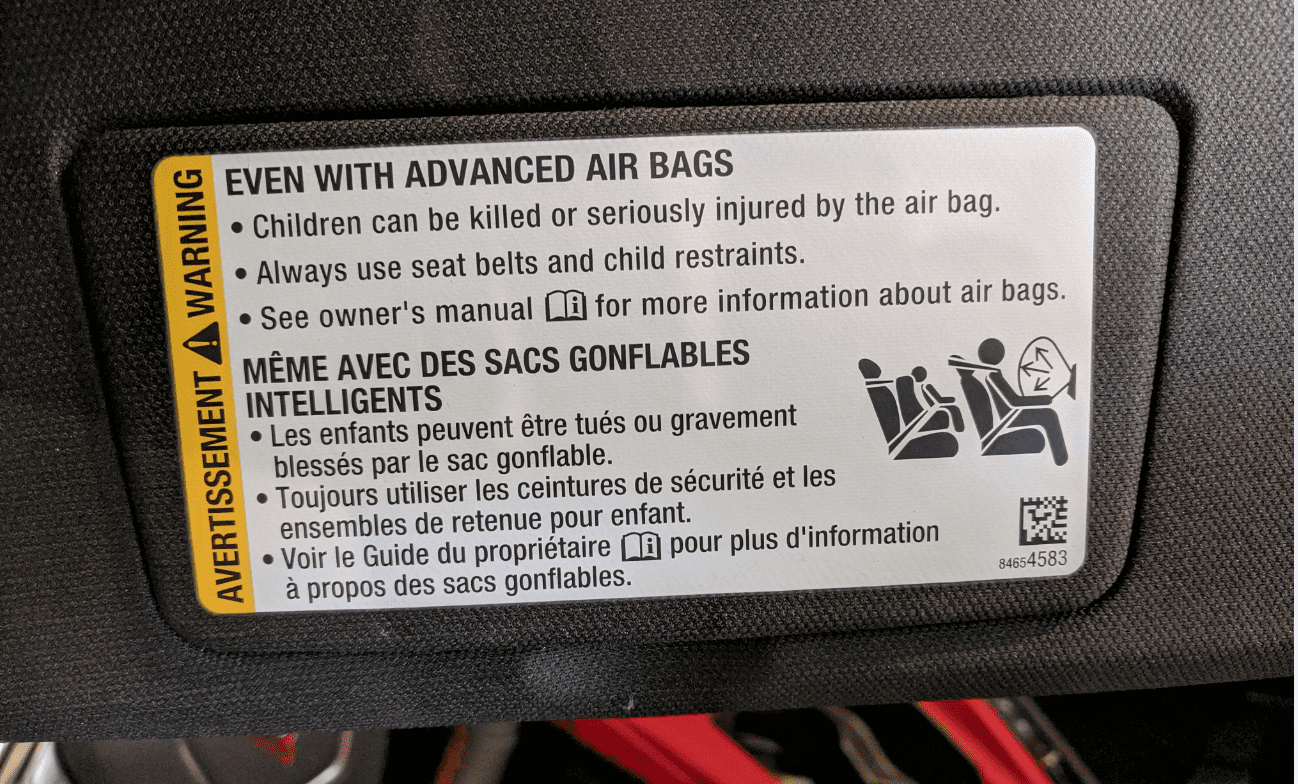 AVERTISSEMENT ⚠ WARNING
EVEN WITH ADVANCED AIR BAGS
• Children can be killed or seriously injured by the air bag.
• Always use seat belts and child restraints.
• See owner's manual for more information about air bags.
MÊME AVEC DES SACS GONFLABLES
INTELLIGENTS
• Les enfants peuvent être tués ou gravement
blessés par le sac gonflable.
• Toujours utiliser les ceintures de sécurité et les
ensembles de retenue pour enfant.
• Voir le Guide du propriétaire pour plus d'information
à propos des sacs gonflables.
84654583